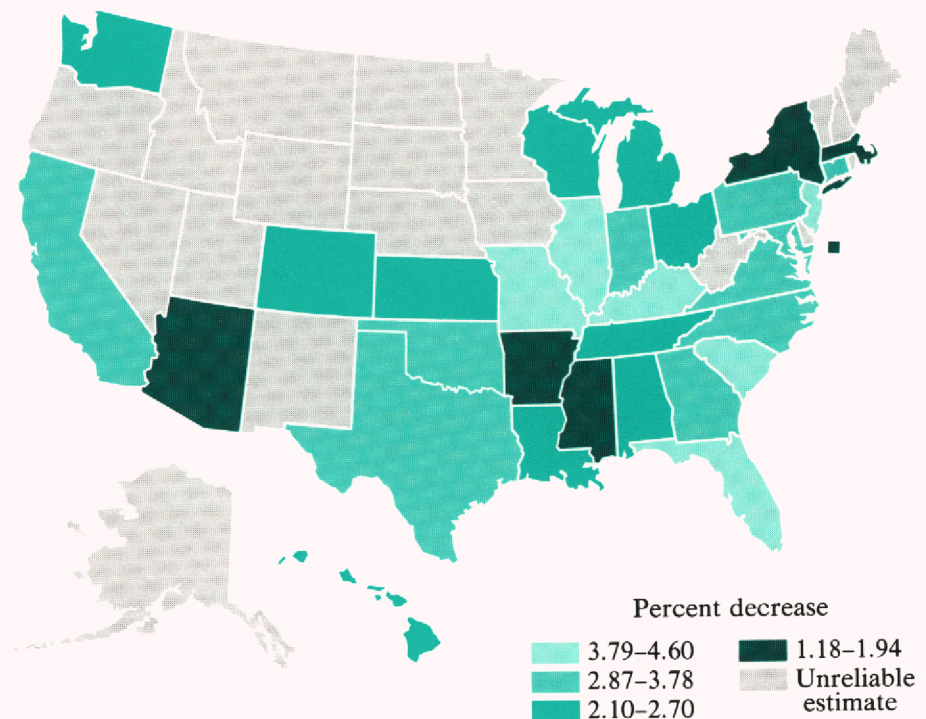 Percent decrease
3.79–4.60
2.87–3.78
2.10–2.70
1.18–1.94
Unreliable
estimate